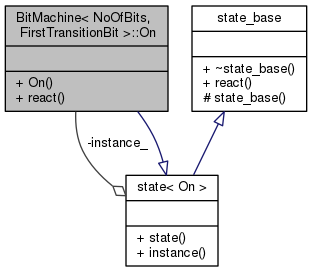 BitMachine< NoOfBits,
FirstTransitionBit >::On
+ On()
+ react()
state_base
+ ~state_base()
+ react()
# state_base()
-instance_
state< On >
+ state()
+ instance()